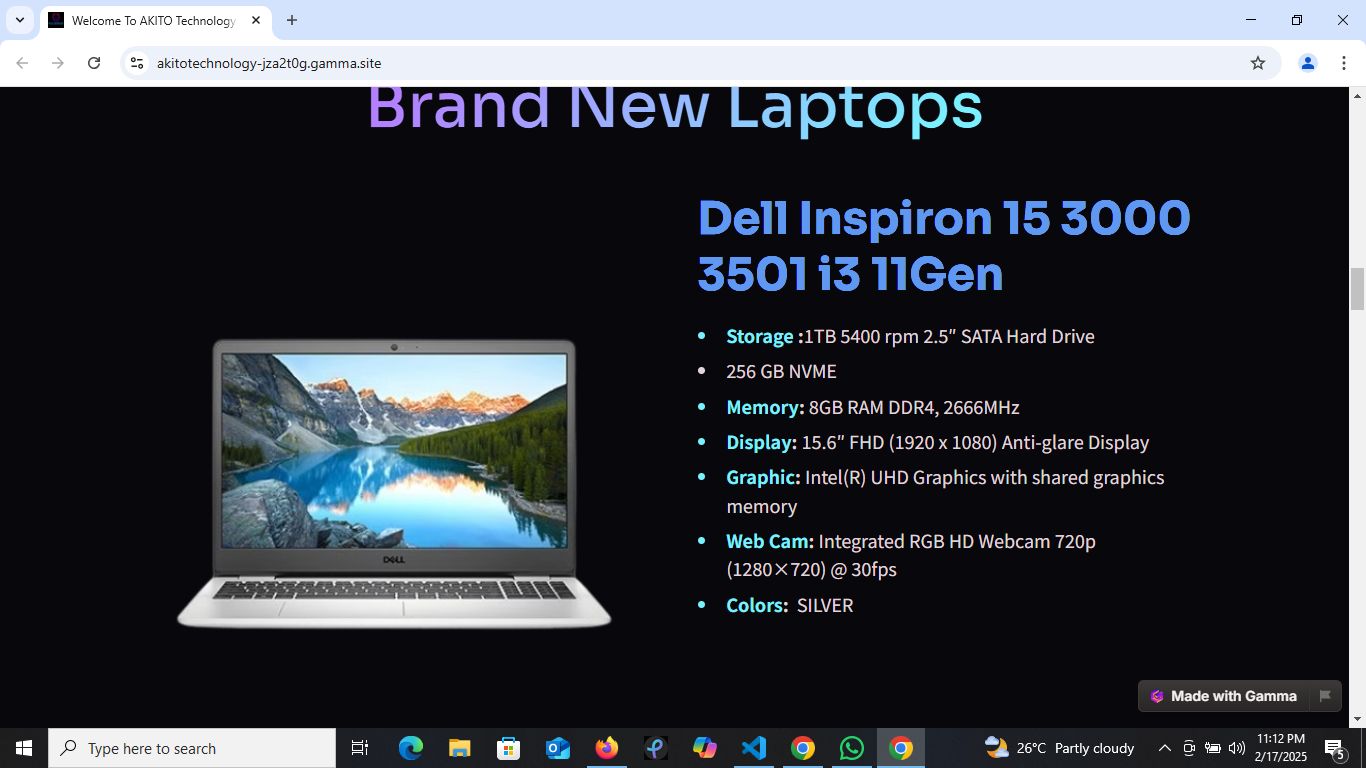 Welcome To AKITO Technology
akitotechnology-jza2t0g.gamma.site
Brand New Laptops
Dell Inspiron 15 3000
3501 i3 11Gen
Storage :1TB 5400 rpm 2.5″ SATA Hard Drive
256 GB NVME
Memory: 8GB RAM DDR4, 2666MHz
Display: 15.6″ FHD (1920 x 1080) Anti-glare Display
Graphic: Intel(R) UHD Graphics with shared graphics
memory
Web Cam: Integrated RGB HD Webcam 720p
(1280×720) @ 30fps
Colors:  SILVER
DELL
Made with Gamma
Type here to search
26°C Partly cloudy
11:12 PM
2/17/2025
5